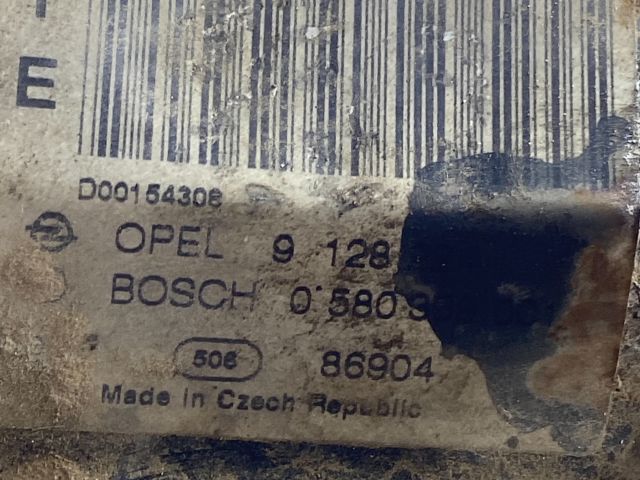 E
D00154306
OPEL 9 128
BOSCH 0 580
506 86904
Made in Czech Republic